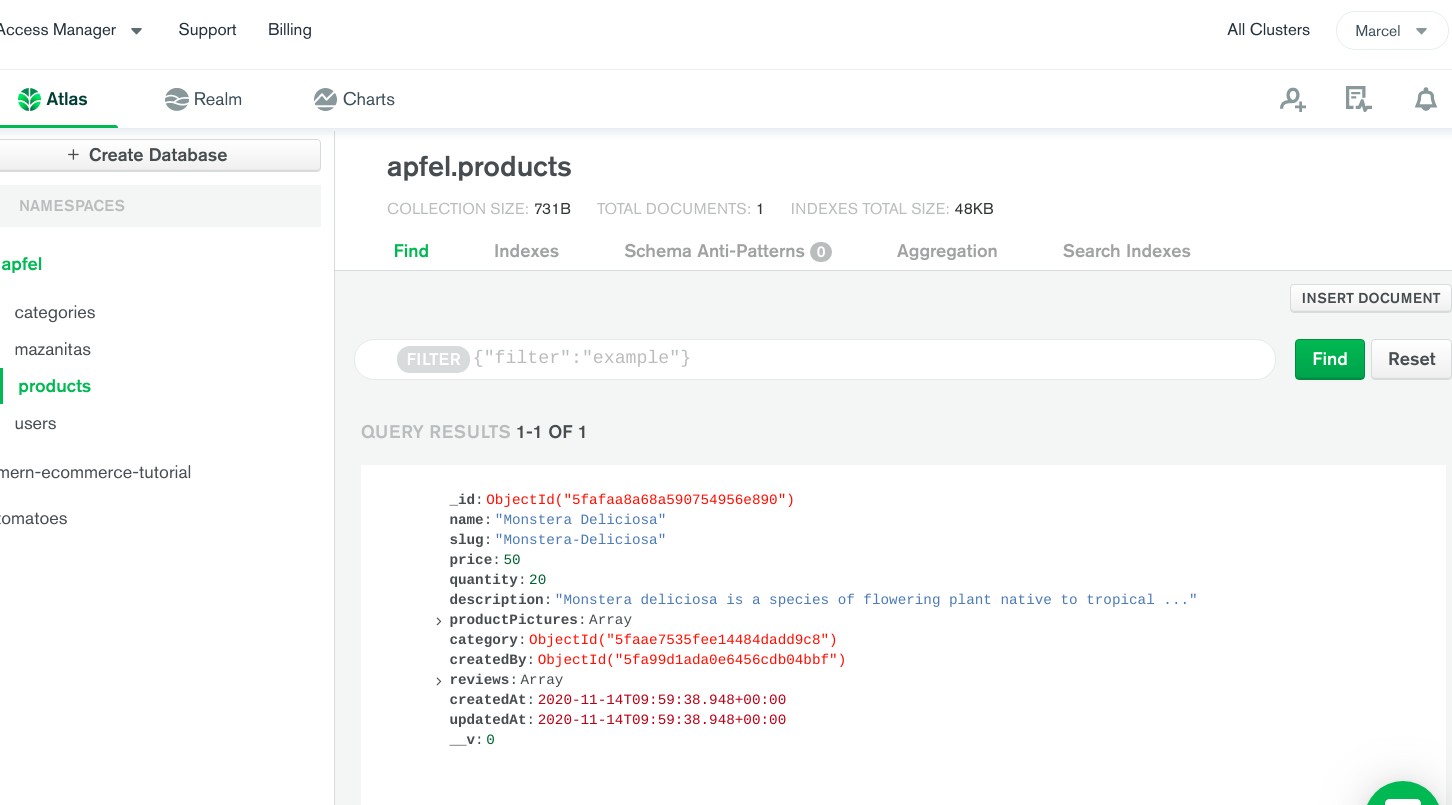 Access Manager Support Billing All Clusters Marcel
Atlas Realm Charts
+ Create Database
NAMESPACES
apfel
categories
mazanitas
products
users
mern-ecommerce-tutorial
tomatoes
apfel.products
COLLECTION SIZE: 731B TOTAL DOCUMENTS: 1 INDEXES TOTAL SIZE: 48KB
Find Indexes Schema Anti-Patterns 0 Aggregation Search Indexes
INSERT DOCUMENT
FILTER {"filter":"example"} Find Reset
QUERY RESULTS 1-1 OF 1
_id: ObjectId("5fafaa8a68a590754956e890")
name: "Monstera Deliciosa"
slug: "Monstera-Deliciosa"
price: 50
quantity: 20
description: "Monstera deliciosa is a species of flowering plant native to tropical ..."
productPictures: Array
category: ObjectId("5faae7535fee14484dadd9c8")
createdBy: ObjectId("5fa99d1ada0e6456cdb04bbf")
reviews: Array
createdAt: 2020-11-14T09:59:38.948+00:00
updatedAt: 2020-11-14T09:59:38.948+00:00
__v: 0